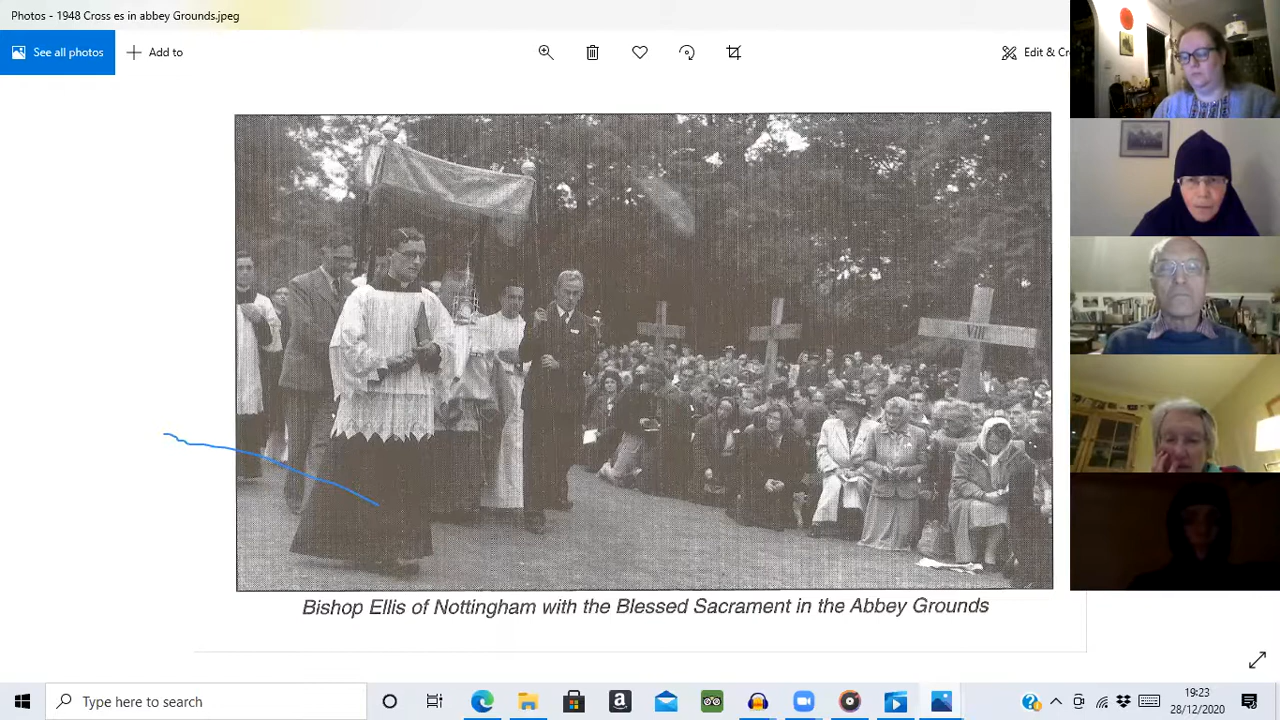 Photos - 1948 Cross es in abbey Grounds.jpeg
See all photos
Add to
Edit & Cr
VIII
Bishop Ellis of Nottingham with the Blessed Sacrament in the Abbey Grounds
Type here to search
19:23
28/12/2020